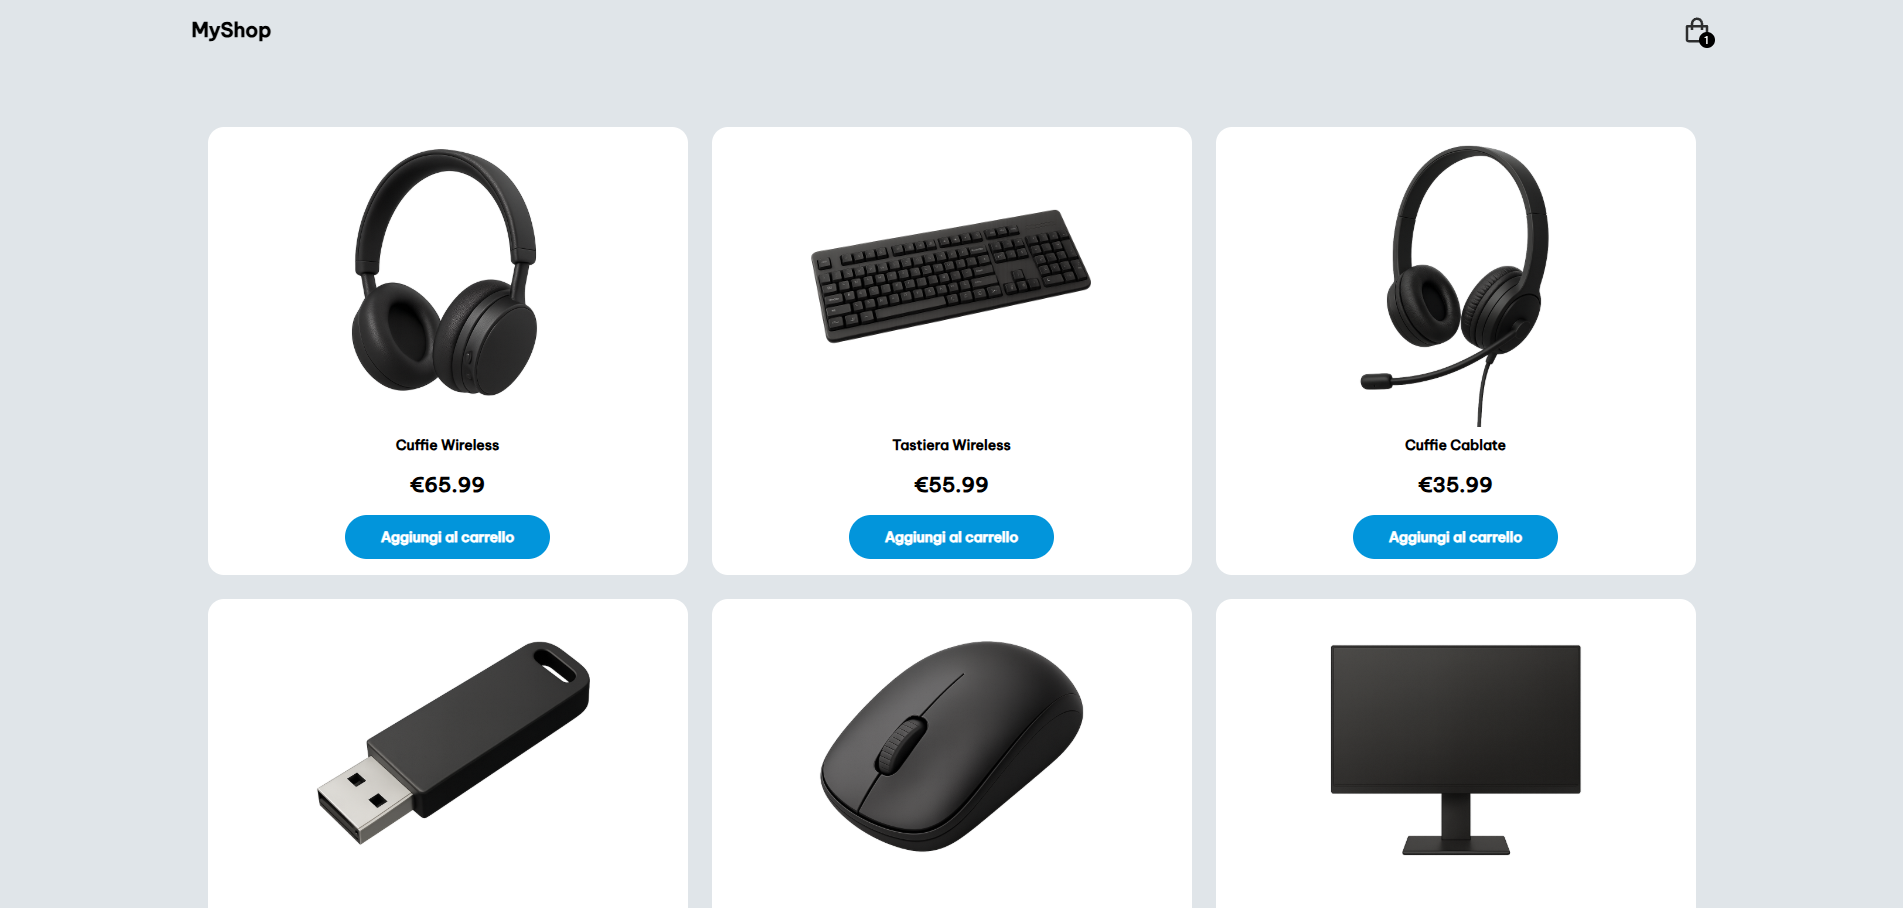 MyShop
1
Cuffie Wireless
€65.99
Aggiungi al carrello
Tastiera Wireless
€55.99
Aggiungi al carrello
Cuffie Cablate
€35.99
Aggiungi al carrello